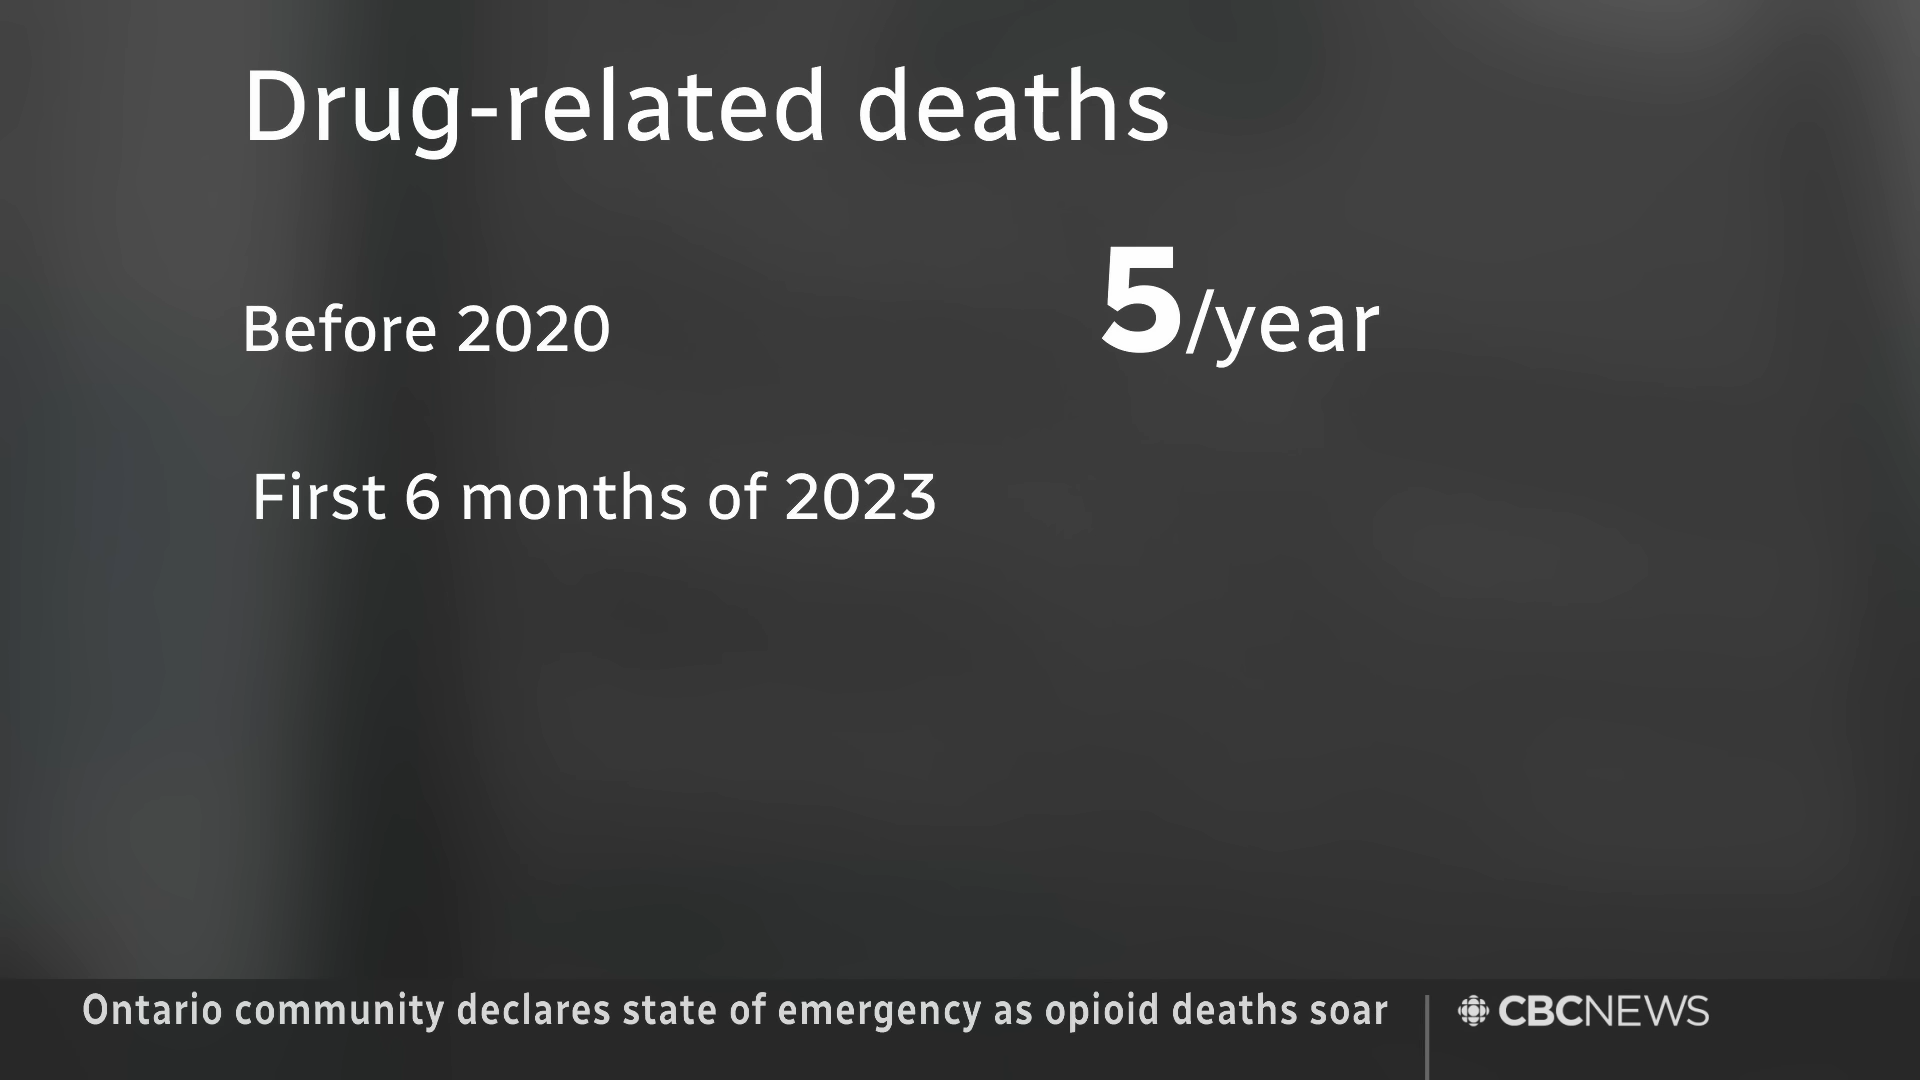 Drug-related deaths
Before 2020 5/year
First 6 months of 2023
Ontario community declares state of emergency as opioid deaths soar CBCNEWS